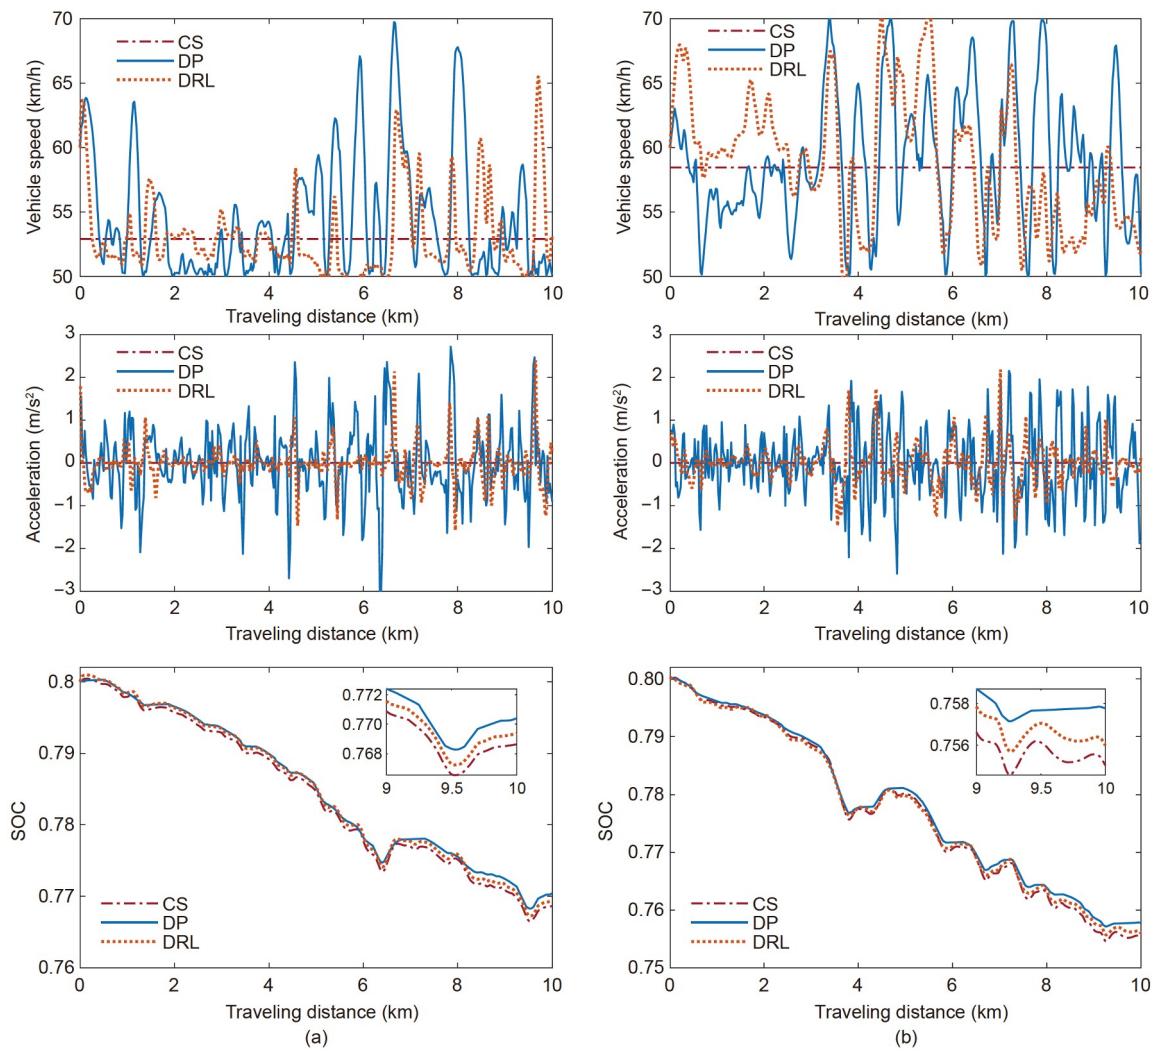 70
65
60
55
50
Vehicle speed (km/h)
CS
DP
DRL
0 2 4 6 8 10
Traveling distance (km)
70
65
60
55
50
Vehicle speed (km/h)
CS
DP
DRL
0 2 4 6 8 10
Traveling distance (km)
3
2
1
0
−1
−2
−3
Acceleration (m/s²)
CS
DP
DRL
0 2 4 6 8 10
Traveling distance (km)
3
2
1
0
−1
−2
−3
Acceleration (m/s²)
CS
DP
DRL
0 2 4 6 8 10
Traveling distance (km)
0.8
0.79
0.78
0.77
0.76
SOC
0.772
0.770
0.768
9 9.5 10
CS
DP
DRL
0 2 4 6 8 10
Traveling distance (km)
(a)
0.80
0.79
0.78
0.77
0.76
0.75
SOC
0.758
0.756
9 9.5 10
CS
DP
DRL
0 2 4 6 8 10
Traveling distance (km)
(b)